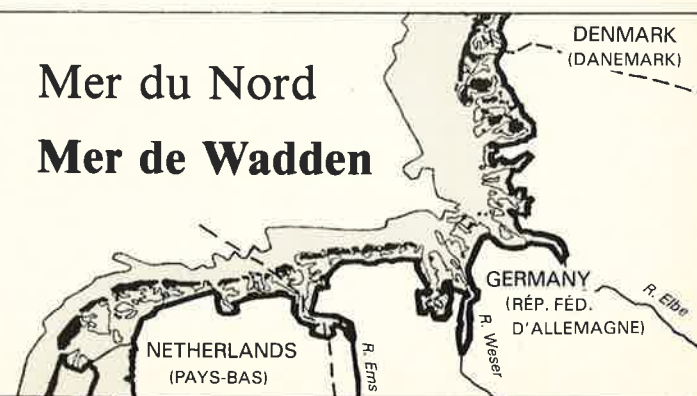 Mer du Nord
Mer de Wadden
DENMARK
(DANEMARK)
GERMANY
(RÉP. FÉD.
D'ALLEMAGNE)
R. Elbe
R. Weser
NETHERLANDS
(PAYS-BAS)
R. Ems